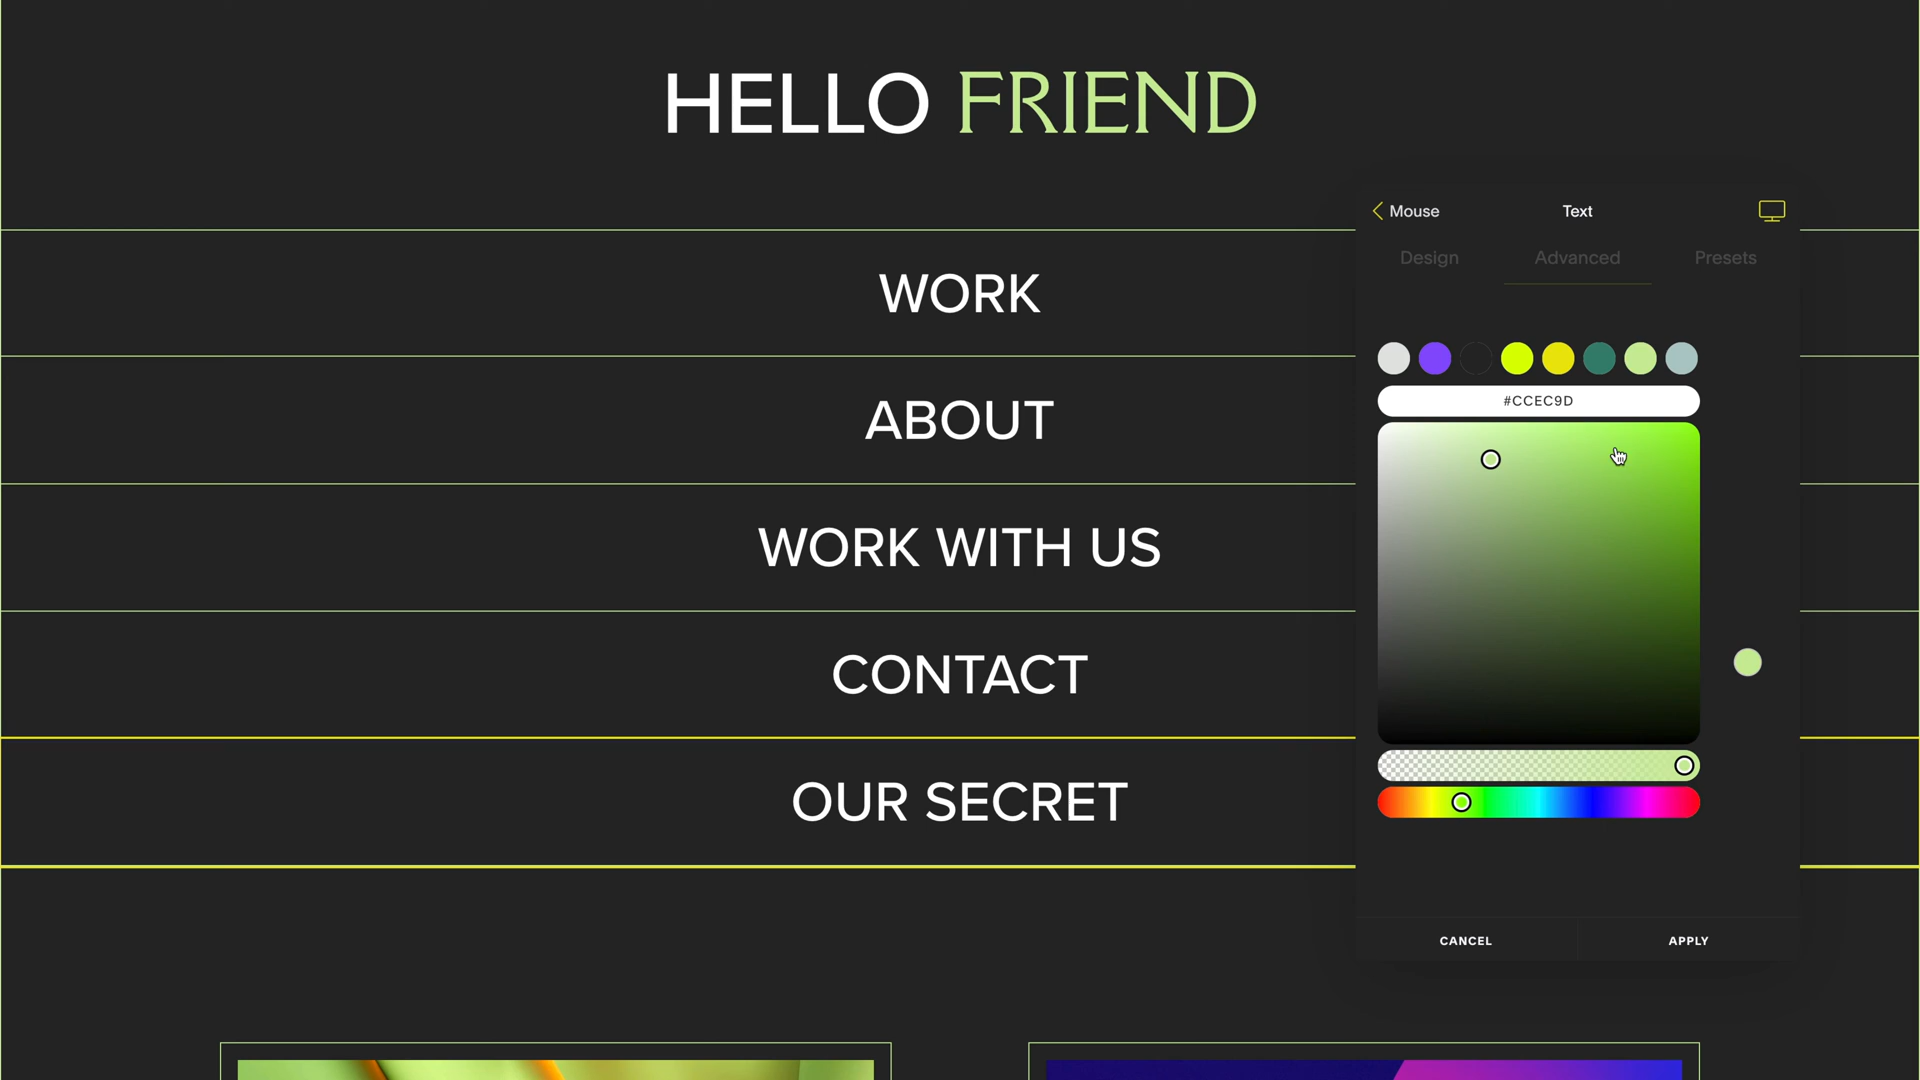 HELLO FRIEND
WORK
ABOUT
WORK WITH US
CONTACT
OUR SECRET
Mouse
Text
Design
Advanced
Presets
#CCEC9D
CANCEL
APPLY